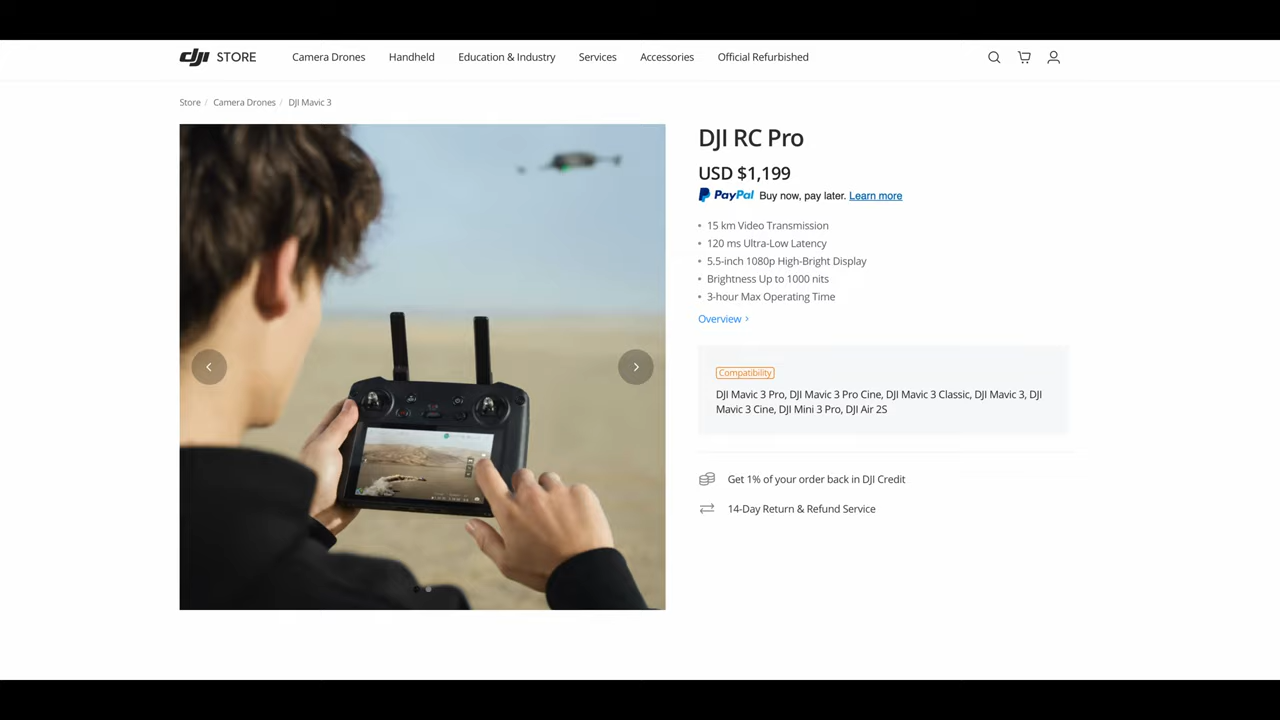 dji STORE Camera Drones Handheld Education & Industry Services Accessories Official Refurbished
Store / Camera Drones / DJI Mavic 3
DJI RC Pro
USD $1,199
PayPal Buy now, pay later. Learn more
• 15 km Video Transmission
• 120 ms Ultra-Low Latency
• 5.5-inch 1080p High-Bright Display
• Brightness Up to 1000 nits
• 3-hour Max Operating Time
Overview >
Compatibility
DJI Mavic 3 Pro, DJI Mavic 3 Pro Cine, DJI Mavic 3 Classic, DJI Mavic 3, DJI
Mavic 3 Cine, DJI Mini 3 Pro, DJI Air 2S
Get 1% of your order back in DJI Credit
14-Day Return & Refund Service